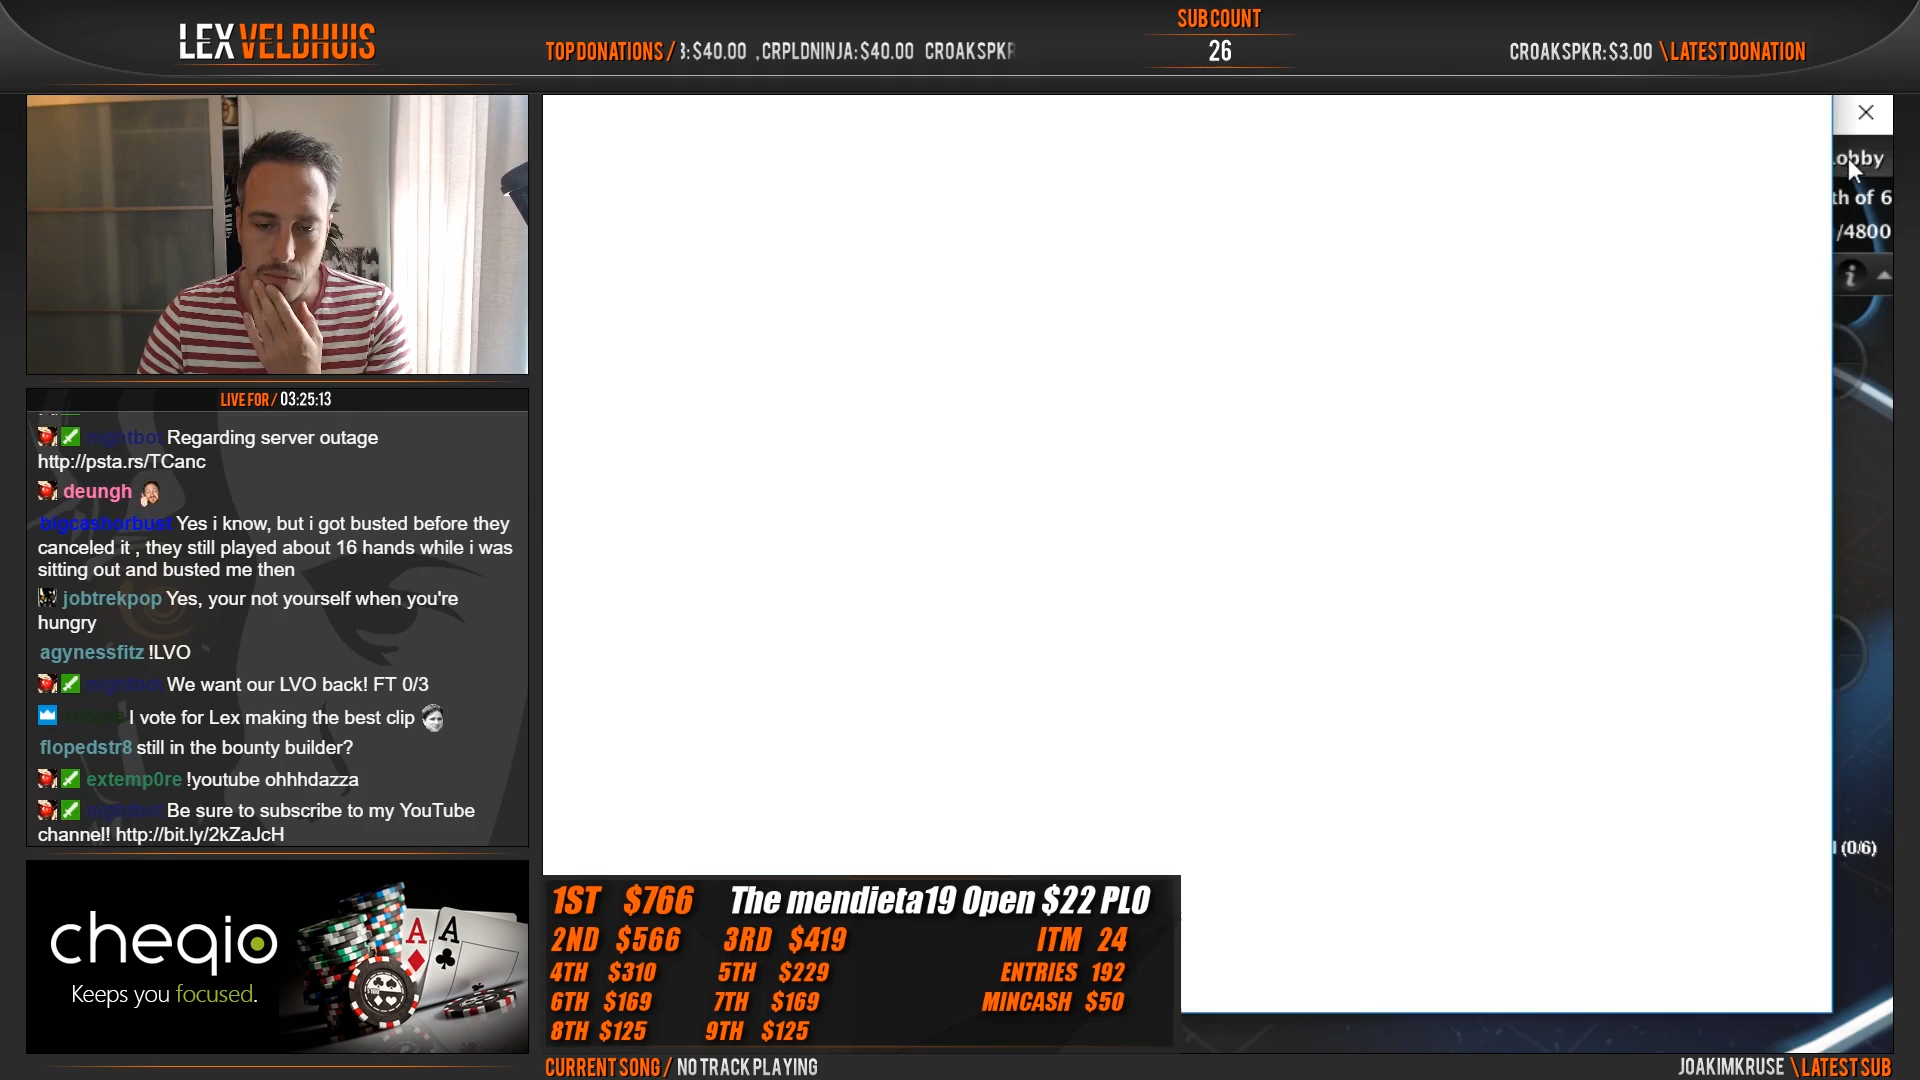 LEX VELDHUIS
TOP DONATIONS / 3: $40.00 , CRPLDNINJA: $40.00 CROAKSPKR
SUB COUNT
26
CROAKSPKR: $3.00 \ LATEST DONATION
obby
th of 6
/4800
i
(0/6)
LIVE FOR / 03:25:13
nightbot Regarding server outage
http://psta.rs/TCanc
deungh
bigcashorbust Yes i know, but i got busted before they
canceled it , they still played about 16 hands while i was
sitting out and busted me then
jobtrekpop Yes, your not yourself when you're
hungry
agynessfitz !LVO
nightbot We want our LVO back! FT 0/3
I vote for Lex making the best clip
flopedstr8 still in the bounty builder?
extemp0re !youtube ohhhdazza
nightbot Be sure to subscribe to my YouTube
channel! http://bit.ly/2kZaJcH
cheqio
Keeps you focused.
A A
1ST $766 The mendieta19 Open $22 PLO
2ND $566 3RD $419 ITM 24
4TH $310 5TH $229 ENTRIES 192
6TH $169 7TH $169 MINCASH $50
8TH $125 9TH $125
CURRENT SONG / NO TRACK PLAYING
JOAKIMKRUSE \ LATEST SUB